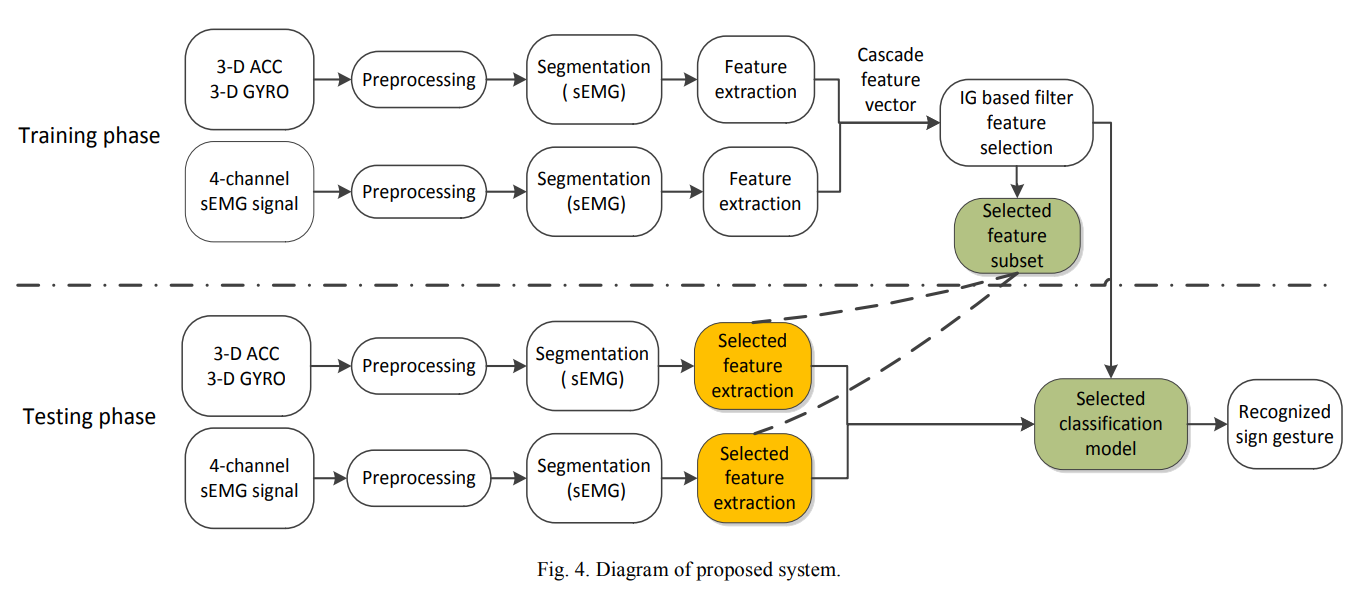 Training phase
3-D ACC
3-D GYRO
Preprocessing
Segmentation
( sEMG)
Feature
extraction
4-channel
sEMG signal
Preprocessing
Segmentation
(sEMG)
Feature
extraction
Cascade
feature
vector
IG based filter
feature
selection
Selected
feature
subset
Testing phase
3-D ACC
3-D GYRO
Preprocessing
Segmentation
( sEMG)
Selected
feature
extraction
4-channel
sEMG signal
Preprocessing
Segmentation
(sEMG)
Selected
feature
extraction
Selected
classification
model
Recognized
sign gesture
Fig. 4. Diagram of proposed system.